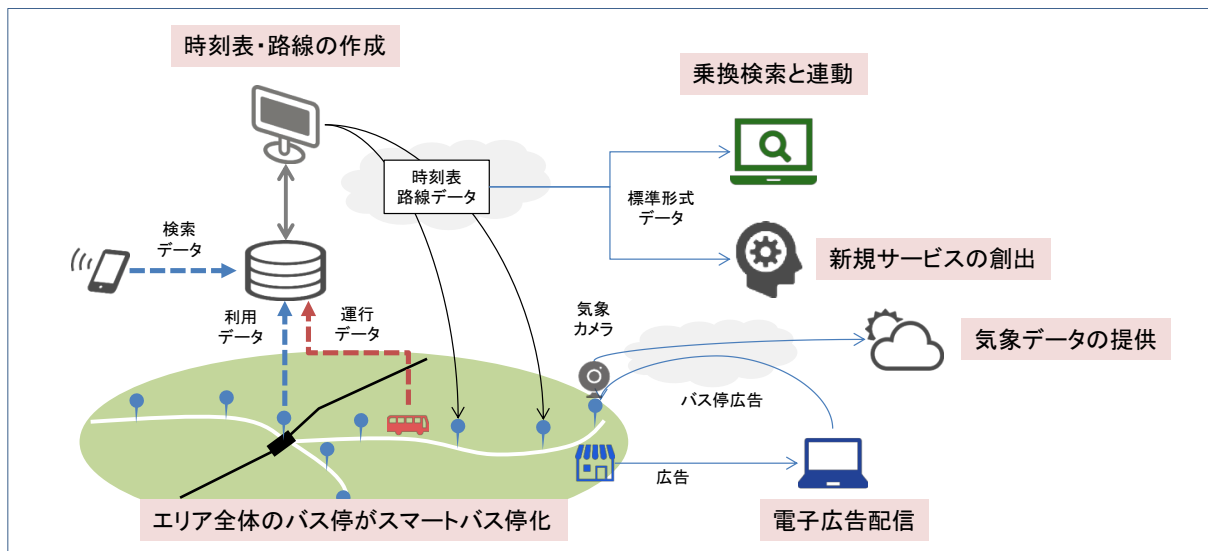 時刻表・路線の作成
乗換検索と連動
時刻表
路線データ
標準形式
データ
検索
データ
新規サービスの創出
利用
データ
運行
データ
気象
カメラ
気象データの提供
バス停広告
広告
エリア全体のバス停がスマートバス停化
電子広告配信